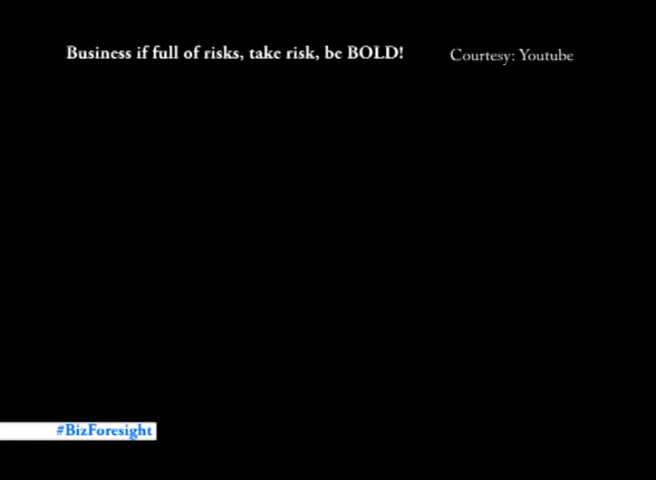 Business if full of risks, take risk, be BOLD!
Courtesy: Youtube
#BizForesight